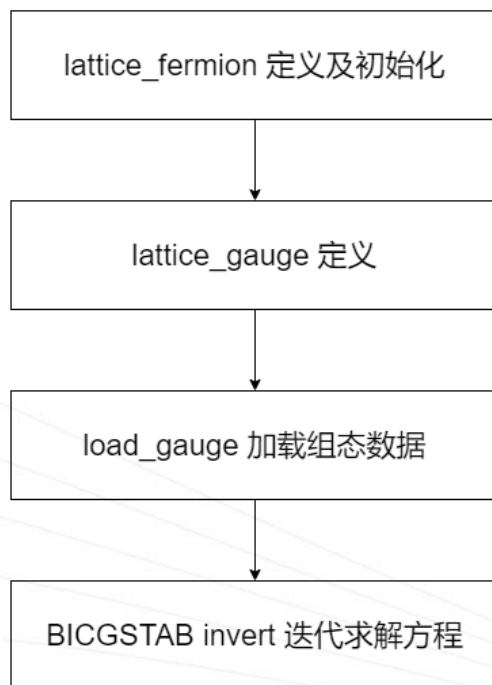 lattice_fermion 定义及初始化
lattice_gauge 定义
load_gauge 加载组态数据
BICGSTAB invert 迭代求解方程